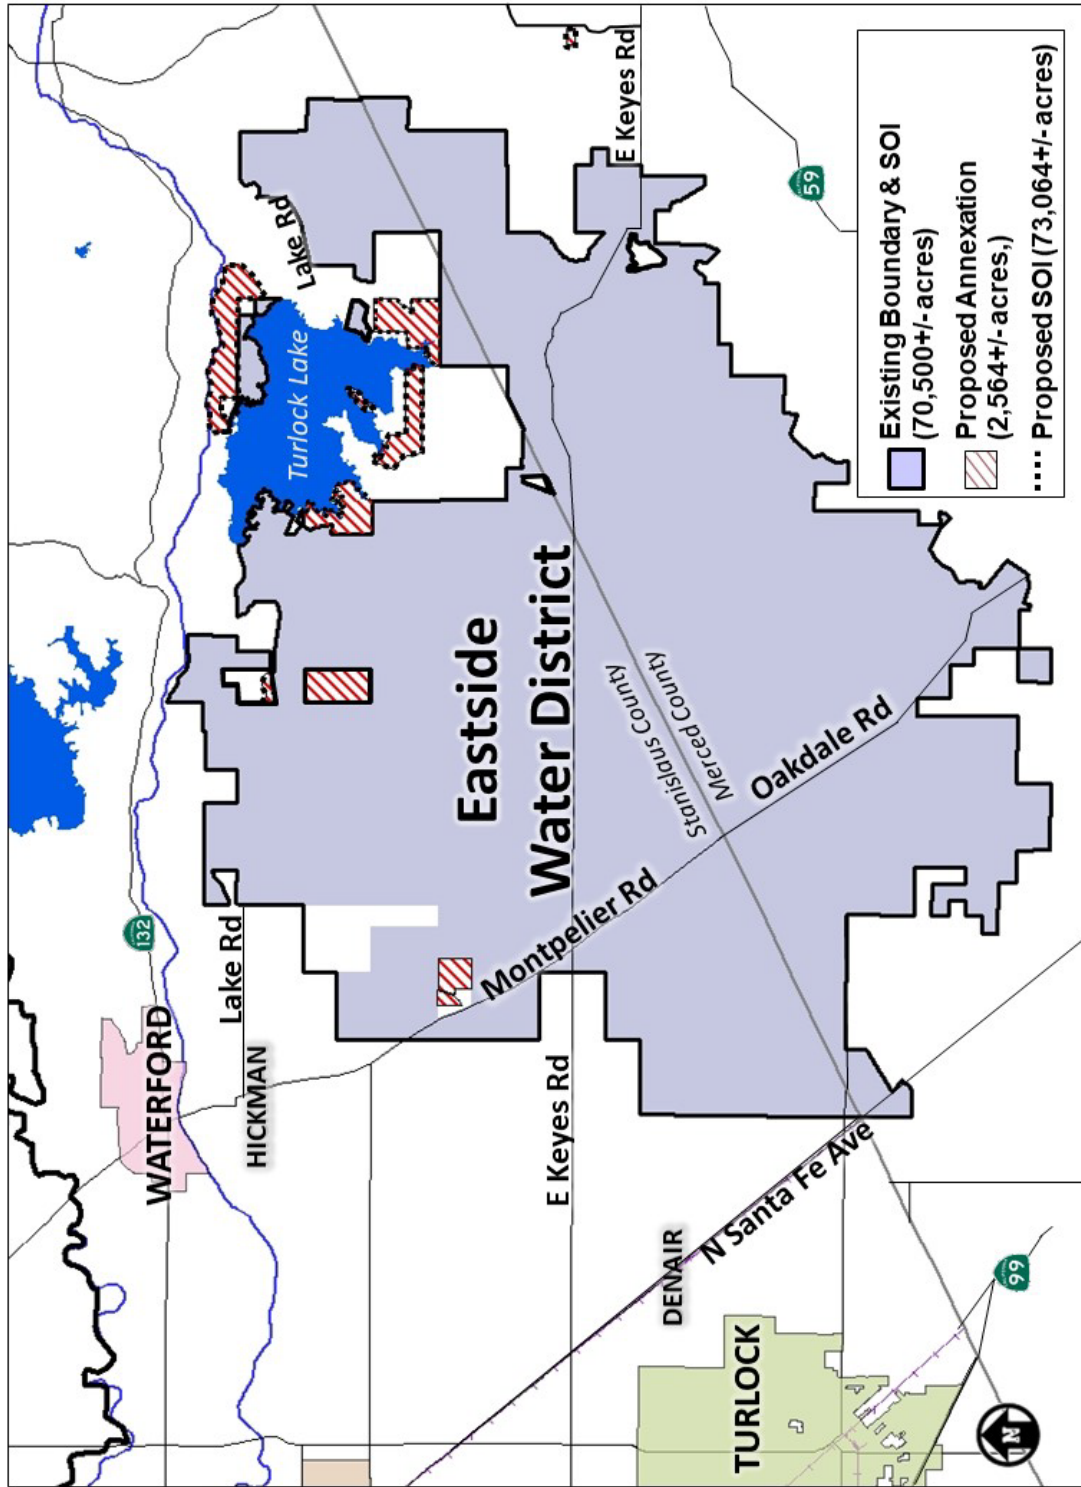 132
WATERFORD
Lake Rd
HICKMAN
Turlock Lake
Lake Rd
Eastside
Water District
E Keyes Rd
E Keyes Rd
Montpelier Rd
Stanislaus County
Merced County
Oakdale Rd
DENAIR
N Santa Fe Ave
TURLOCK
99
59
N
Existing Boundary & SOI
(70,500+/- acres)
Proposed Annexation
(2,564+/- acres,)
Proposed SOI (73,064+/- acres)